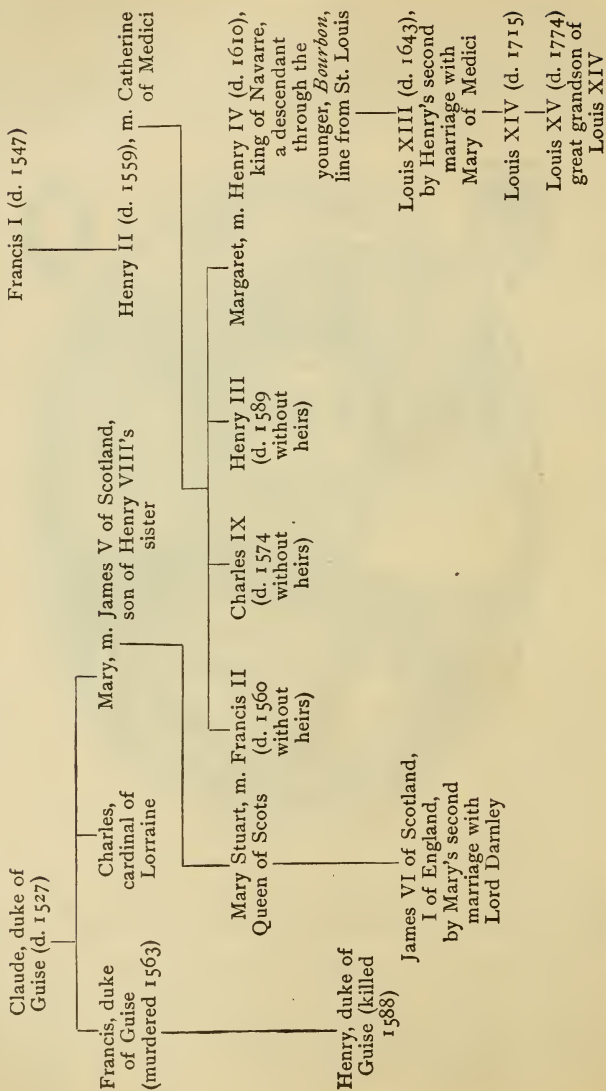 Claude, duke of
Guise (d. 1527)
Francis I (d. 1547)
Francis, duke
of Guise
(murdered 1563)
Charles,
cardinal of
Lorraine
Mary, m. James V of Scotland,
son of Henry VIII's
sister
Henry II (d. 1559), m. Catherine
of Medici
Henry, duke of
Guise (killed
1588)
Mary Stuart, m. Francis II
Queen of Scots
(d. 1560
without
heirs)
Charles IX
(d. 1574
without
heirs)
Henry III
(d. 1589
without
heirs)
Margaret, m. Henry IV (d. 1610),
king of Navarre,
a descendant
through the
younger, Bourbon,
line from St. Louis
James VI of Scotland,
I of England,
by Mary's second
marriage with
Lord Darnley
Louis XIII (d. 1643),
by Henry's second
marriage with
Mary of Medici
Louis XIV (d. 1715)
Louis XV (d. 1774)
great grandson of
Louis XIV